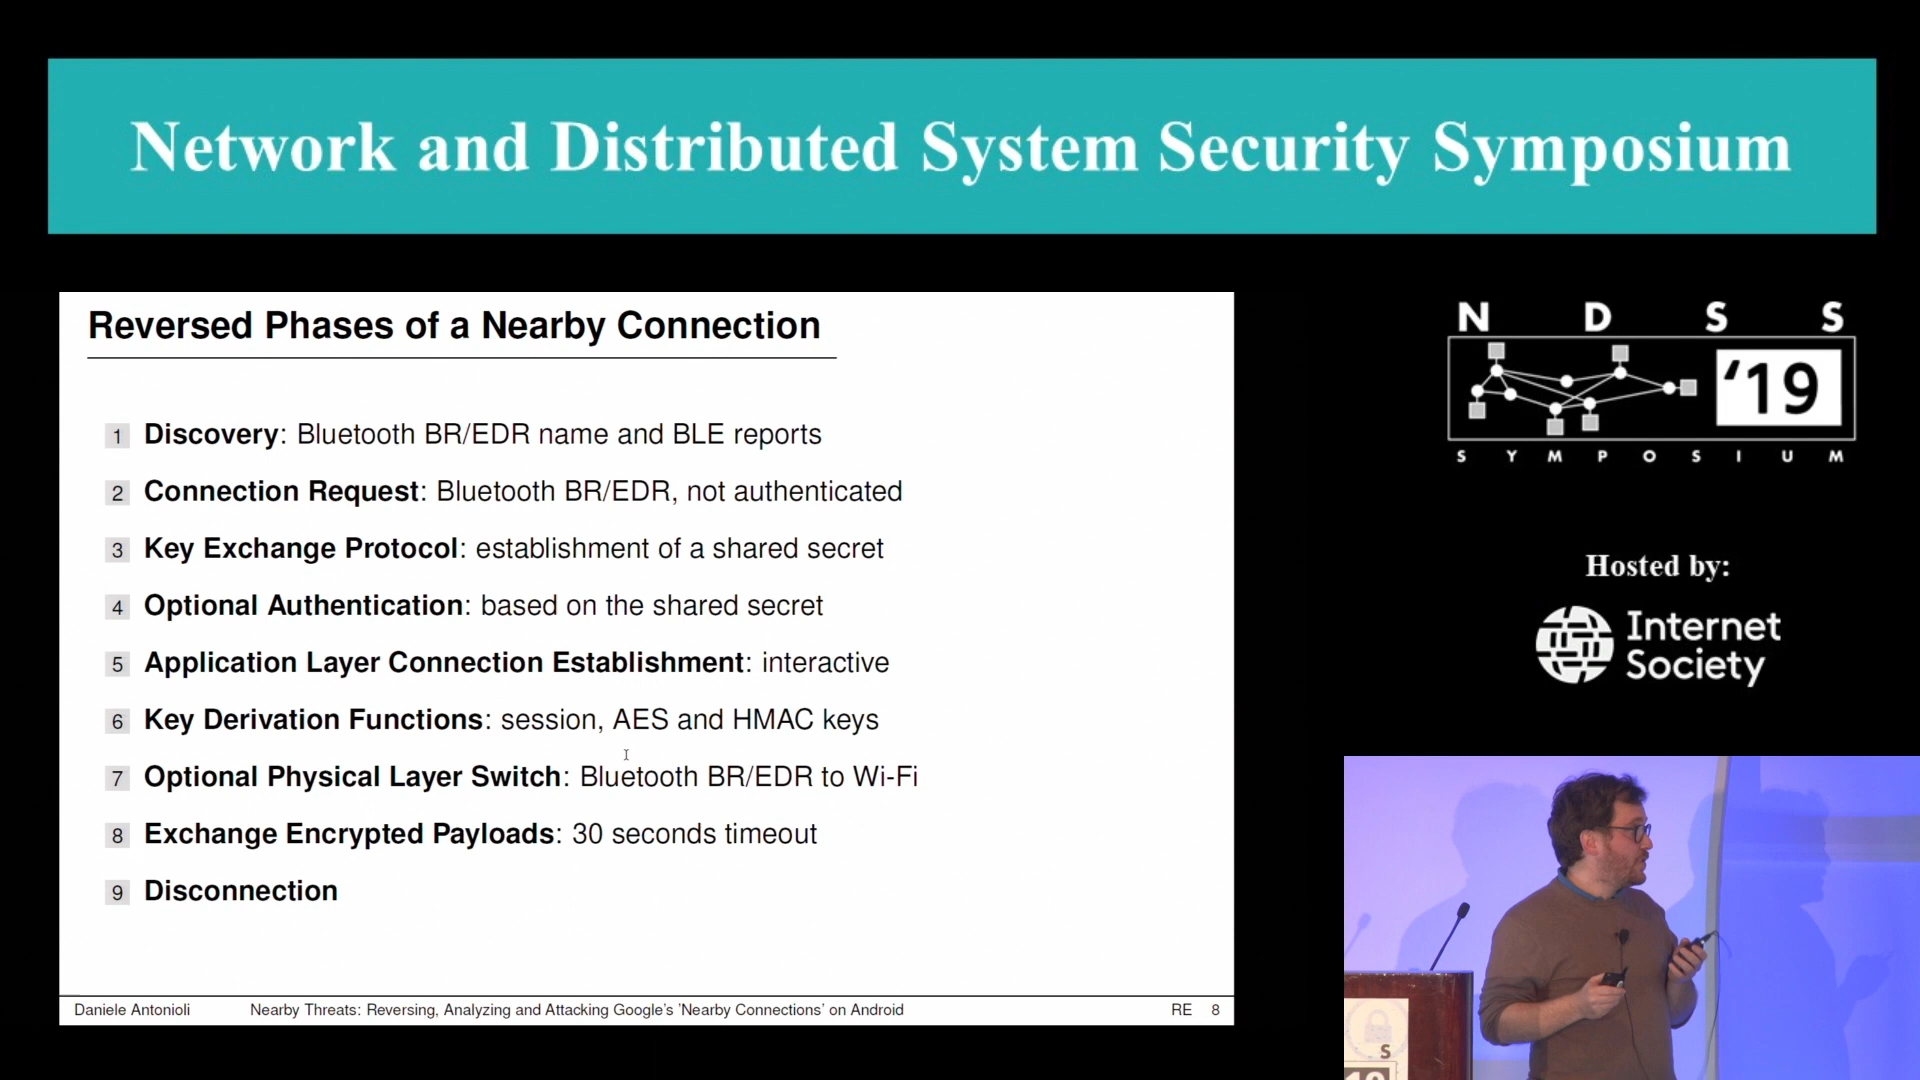 Network and Distributed System Security Symposium
Reversed Phases of a Nearby Connection
1 Discovery: Bluetooth BR/EDR name and BLE reports
2 Connection Request: Bluetooth BR/EDR, not authenticated
3 Key Exchange Protocol: establishment of a shared secret
4 Optional Authentication: based on the shared secret
5 Application Layer Connection Establishment: interactive
6 Key Derivation Functions: session, AES and HMAC keys
7 Optional Physical Layer Switch: Bluetooth BR/EDR to Wi-Fi
8 Exchange Encrypted Payloads: 30 seconds timeout
9 Disconnection
Daniele Antonioli Nearby Threats: Reversing, Analyzing and Attacking Google's 'Nearby Connections' on Android RE 8
N D S S
'19
S Y M P O S I U M
Hosted by:
Internet
Society
S
19